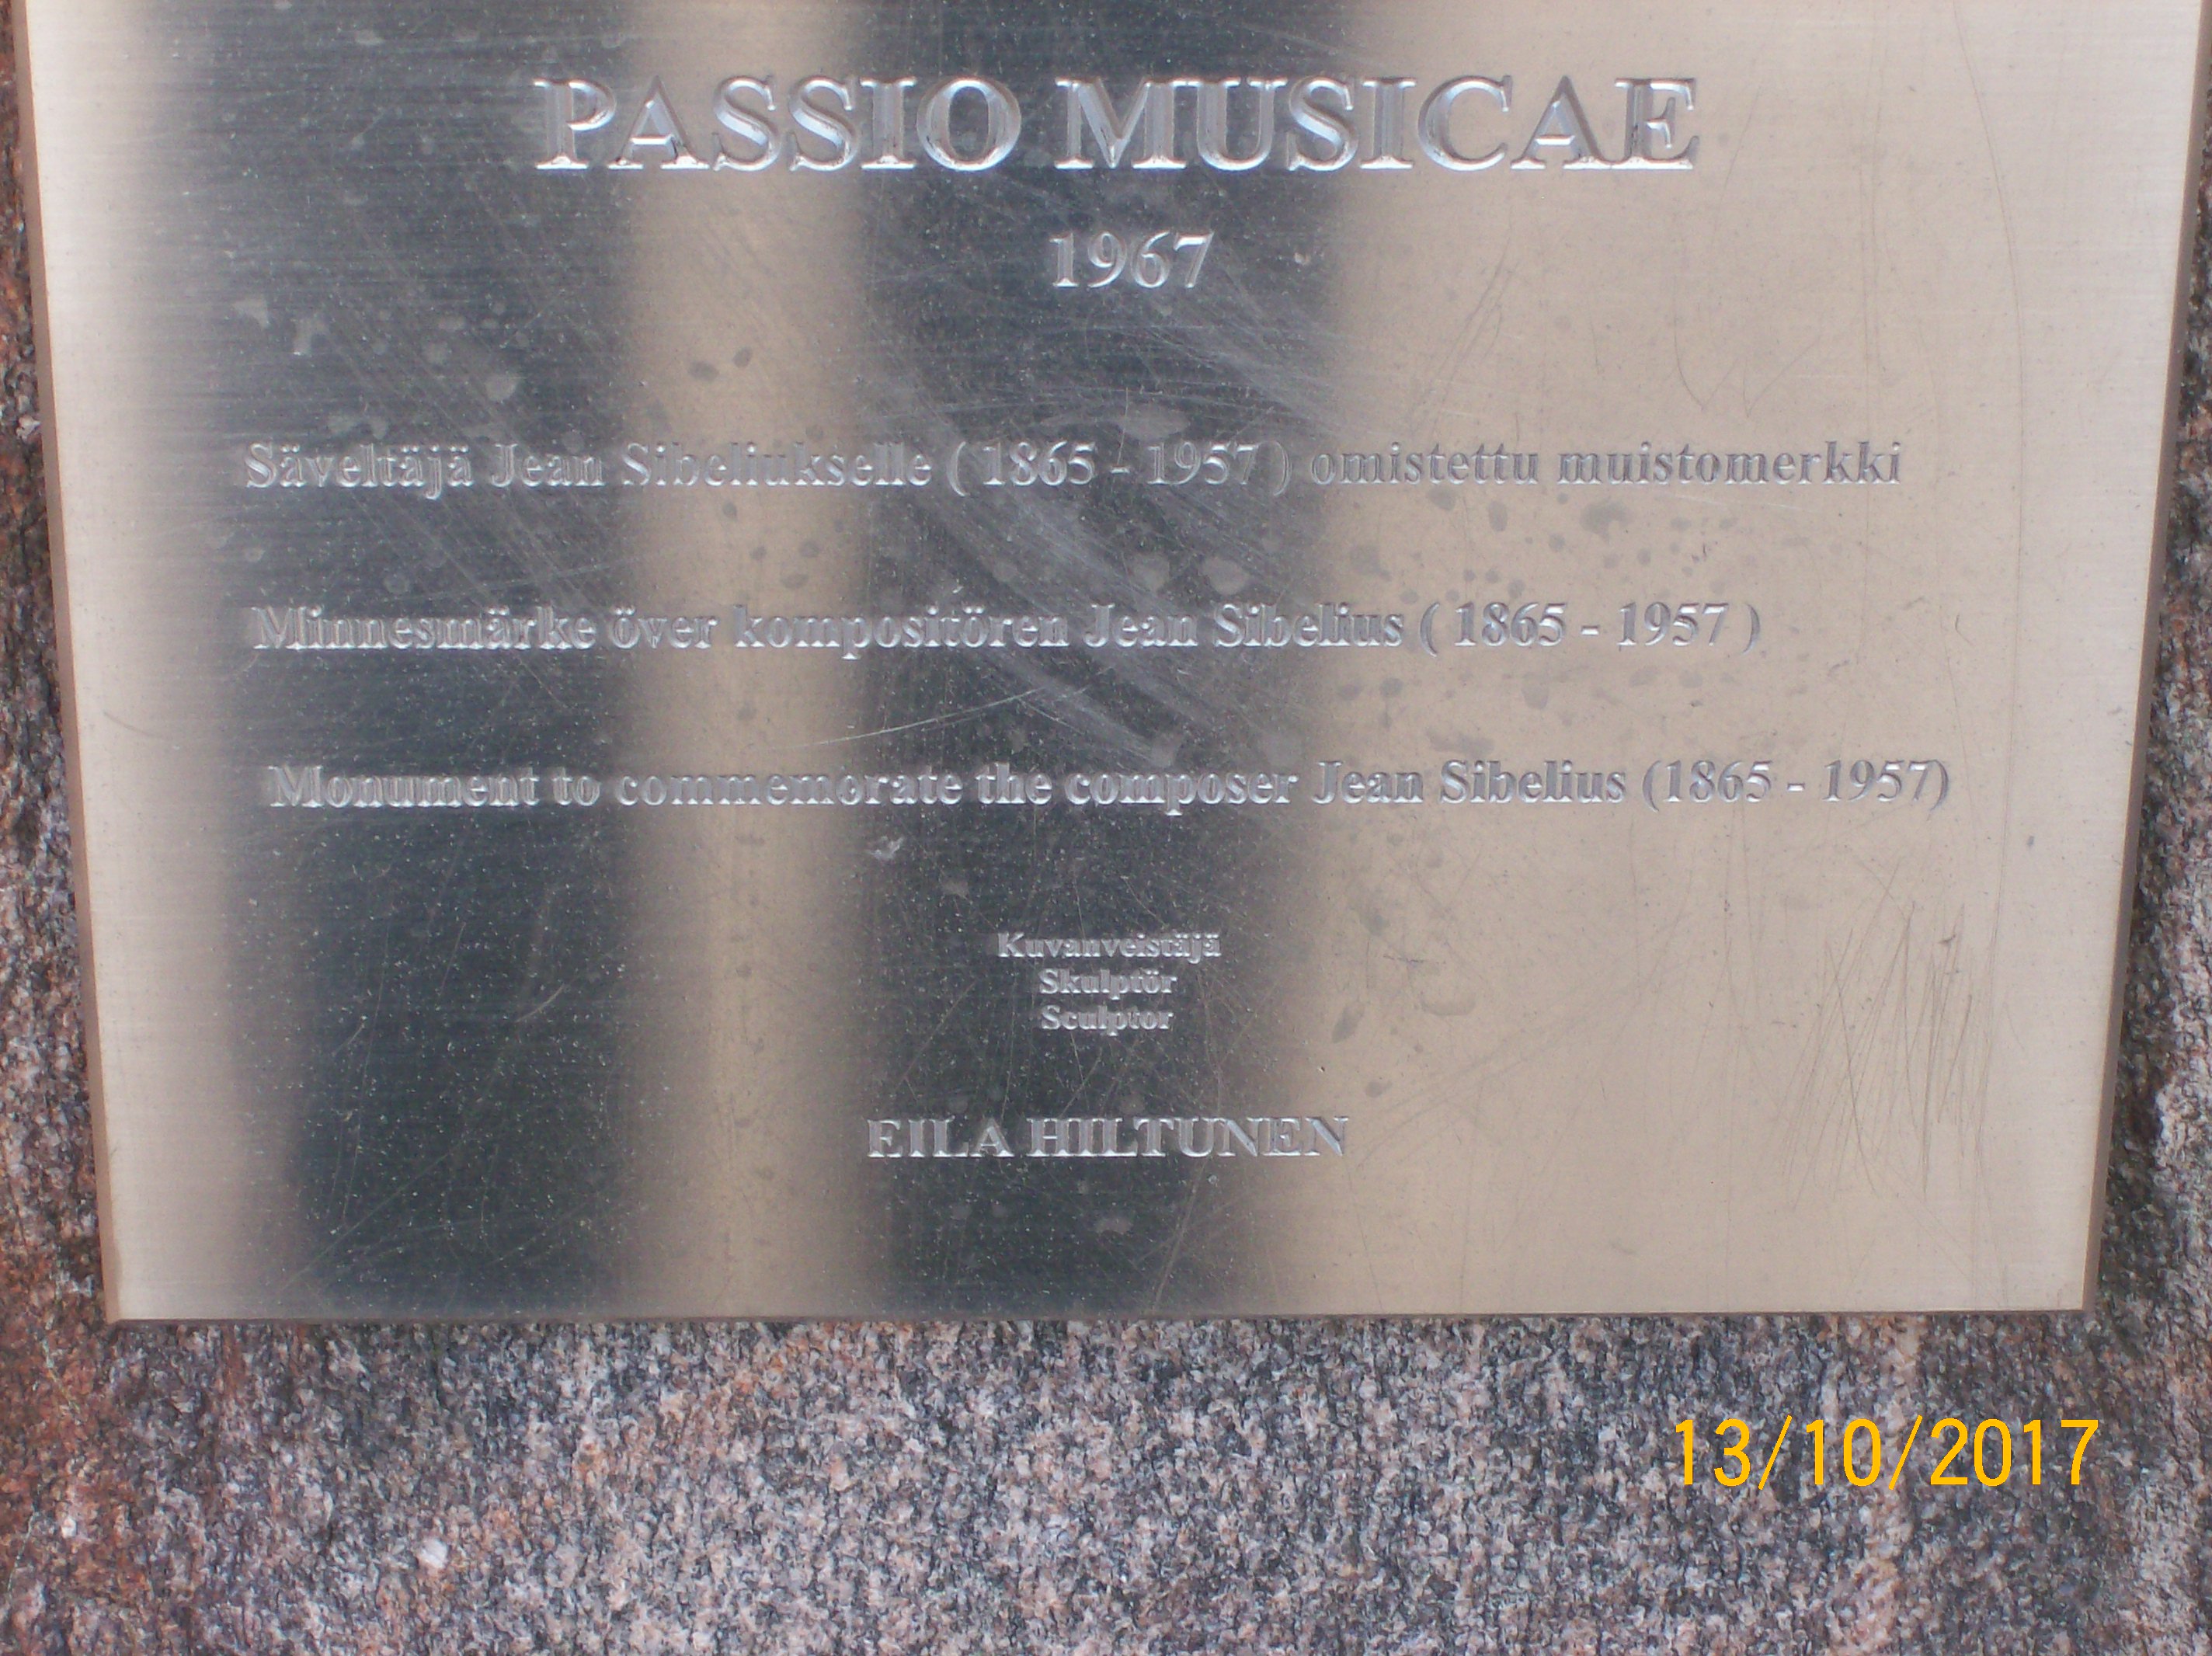 PASSIO MUSICAE
1967
Säveltäjä Jean Sibeliukselle ( 1865 - 1957 ) omistettu muistomerkki
Minnesmärke över kompositören Jean Sibelius ( 1865 - 1957 )
Monument to commemorate the composer Jean Sibelius (1865 - 1957)
Kuvanveistäjä
Skulptör
Sculptor
EILA HILTUNEN
13/10/2017